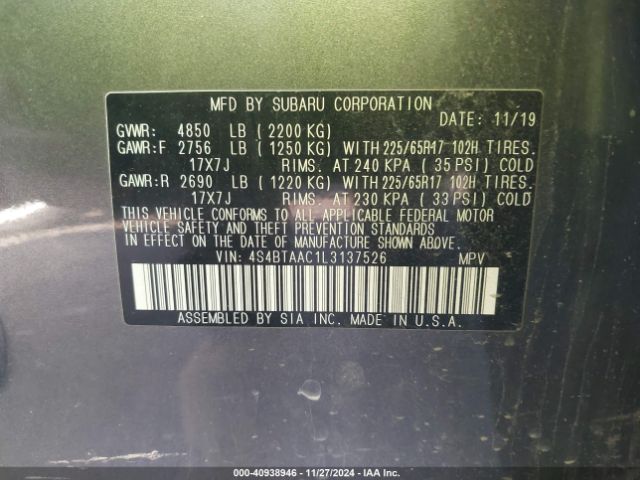 MFD BY SUBARU CORPORATION
DATE: 11/19
GVWR: 4850 LB (2200 KG)
GAWR:F 2756 LB (1250 KG) WITH 225/65R17 102H TIRES.
17X7J RIMS. AT 240 KPA (35 PSI) COLD
GAWR:R 2690 LB (1220 KG) WITH 225/65R17 102H TIRES.
17X7J RIMS. AT 230 KPA (33 PSI) COLD
THIS VEHICLE CONFORMS TO ALL APPLICABLE FEDERAL MOTOR
VEHICLE SAFETY AND THEFT PREVENTION STANDARDS IN
EFFECT ON THE DATE OF MANUFACTURE SHOWN ABOVE.
VIN: 4S4BTAAC1L3137526 MPV
ASSEMBLED BY SIA INC. MADE IN U.S.A.
000-40938946 — 11/27/2024 — IAA